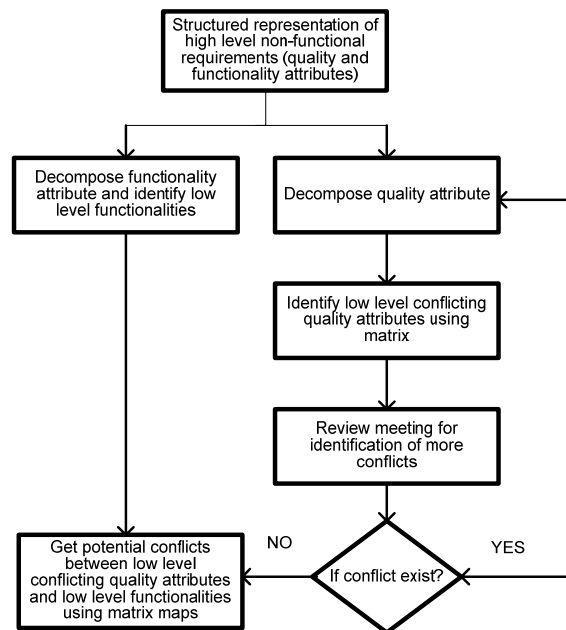 Structured representation of
high level non-functional
requirements (quality and
functionality attributes)
Decompose functionality
attribute and identify low
level functionalities
Decompose quality attribute
Identify low level conflicting
quality attributes using
matrix
Review meeting for
identification of more
conflicts
Get potential conflicts
between low level
conflicting quality attributes
and low level functionalities
using matrix maps
NO
If conflict exist?
YES